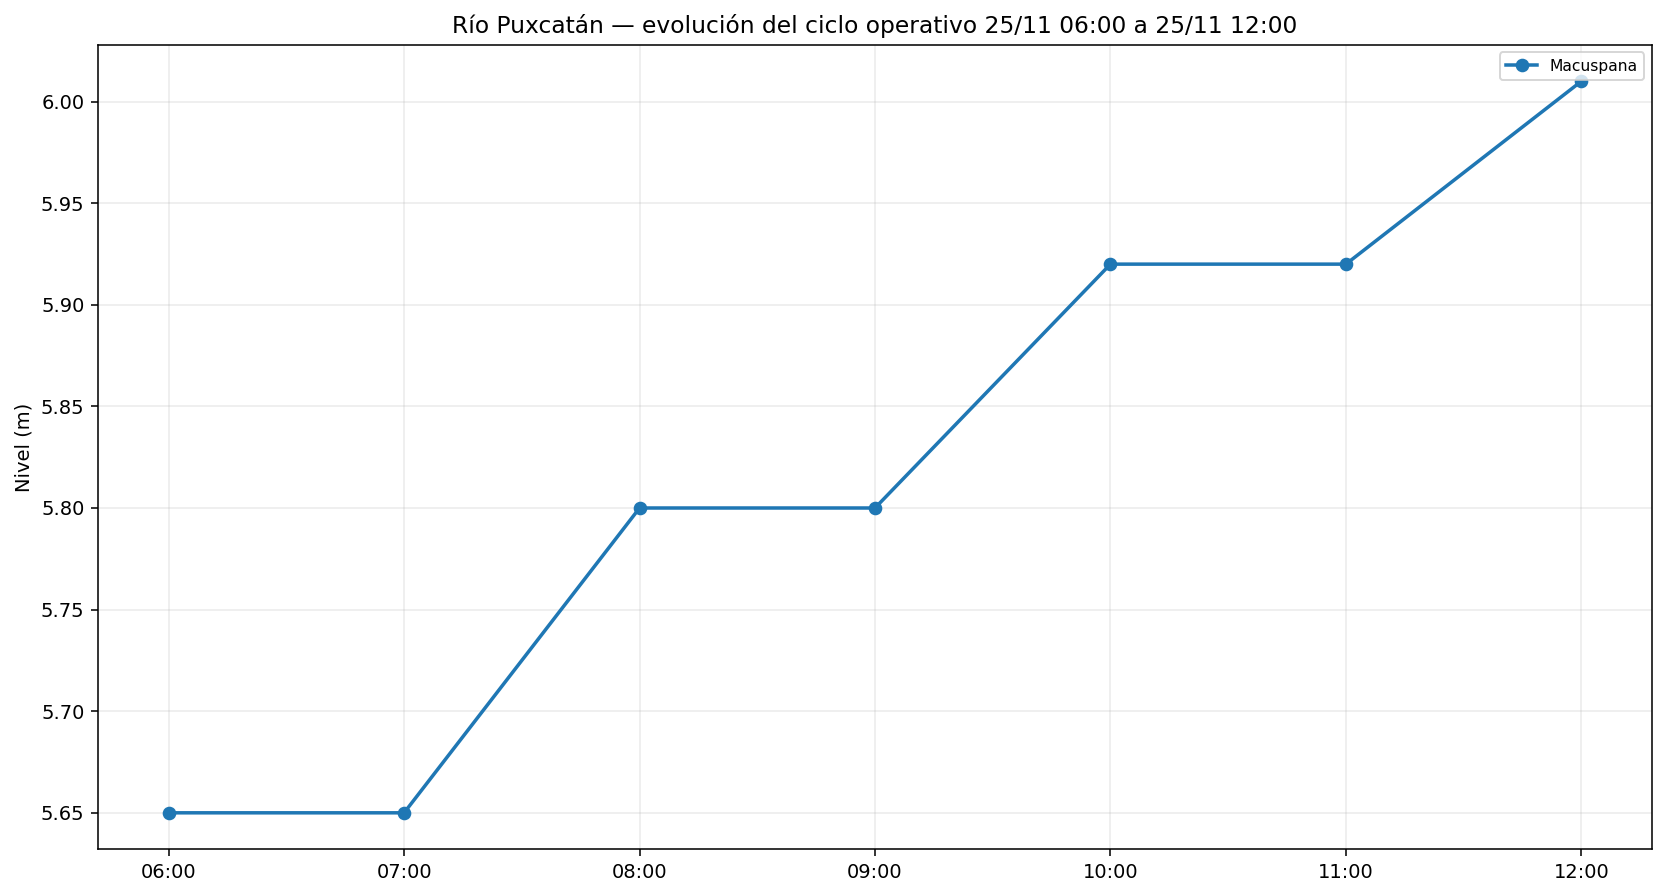 Río Puxcatán — evolución del ciclo operativo 25/11 06:00 a 25/11 12:00
Macuspana
Nivel (m)
6.00
5.95
5.90
5.85
5.80
5.75
5.70
5.65
06:00 07:00 08:00 09:00 10:00 11:00 12:00